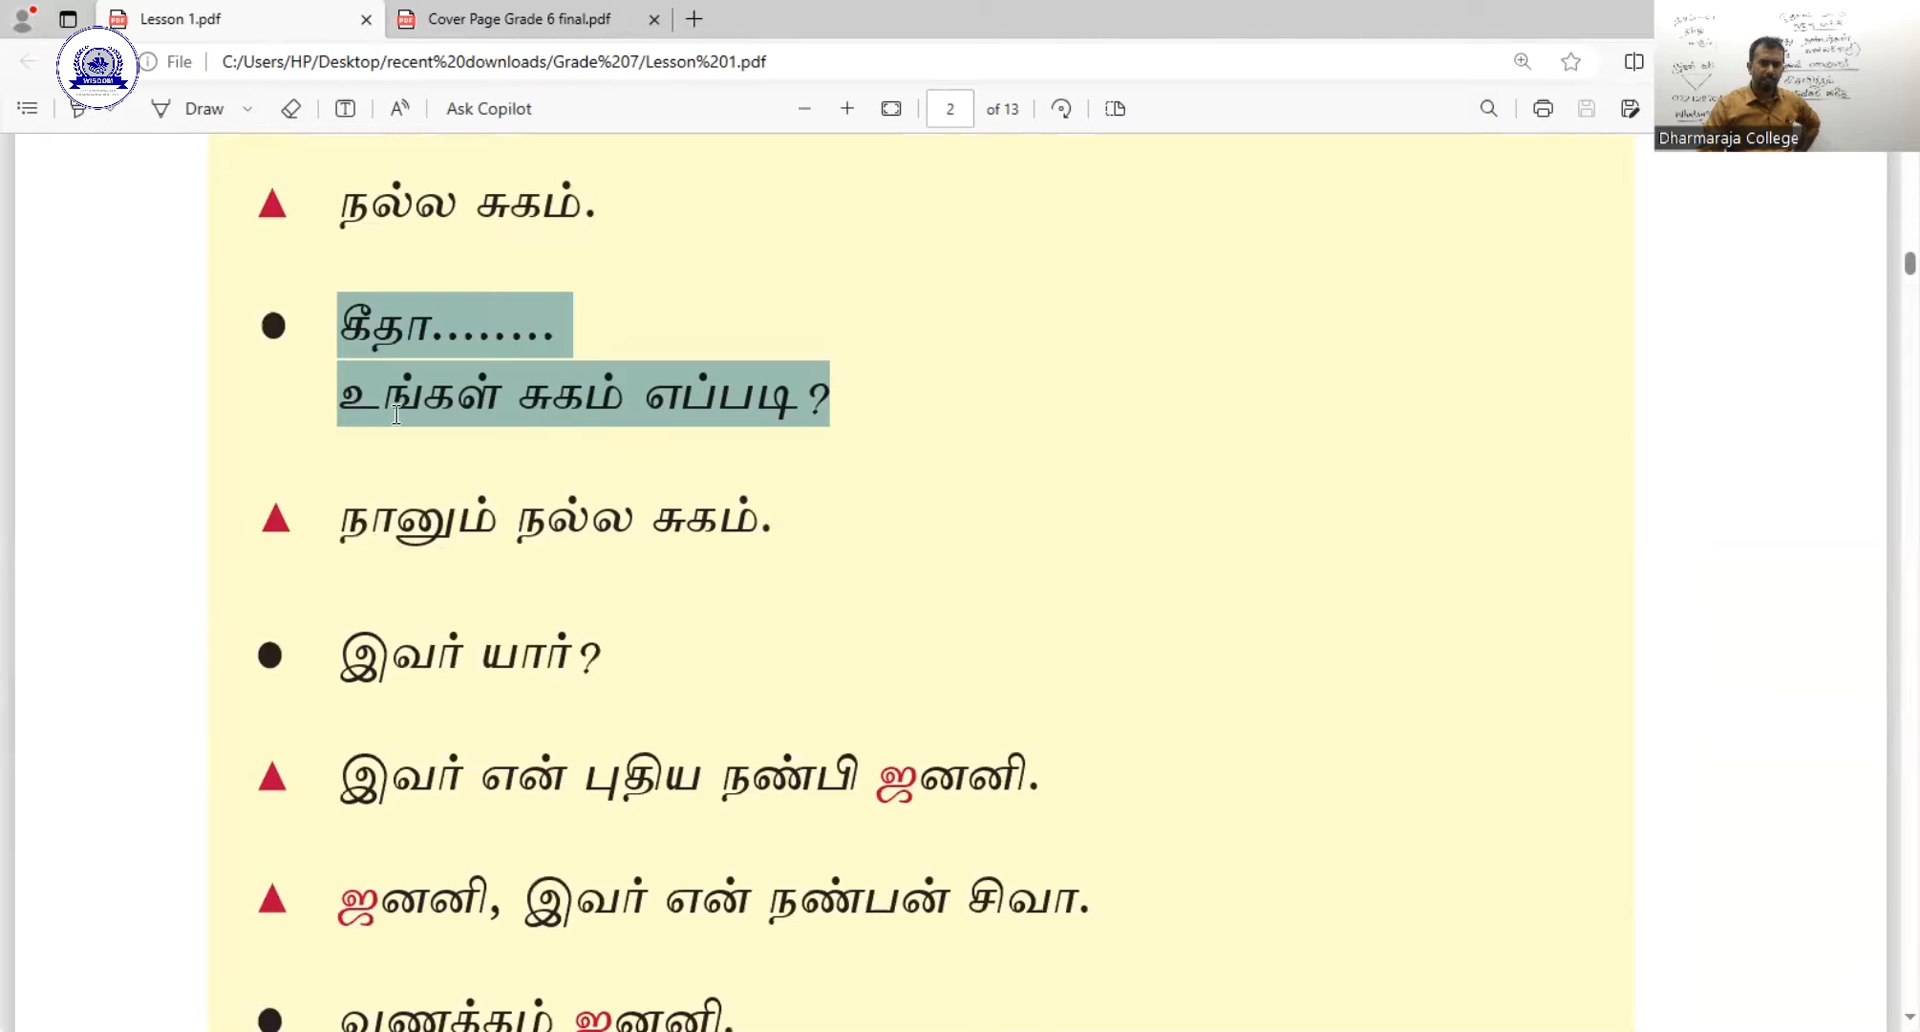 Lesson 1.pdf
Cover Page Grade 6 final.pdf
File
C:/Users/HP/Desktop/recent%20downloads/Grade%207/Lesson%201.pdf
Draw
Ask Copilot
2 of 13
WISDOM
Dharmaraja College
▲ நல்ல சுகம்.
● கீதா........
உங்கள் சுகம் எப்படி?
▲ நானும் நல்ல சுகம்.
● இவர் யார்?
▲ இவர் என் புதிய நண்பி ஜனனி.
▲ ஜனனி, இவர் என் நண்பன் சிவா.
● வணக்கம் ஜனனி.